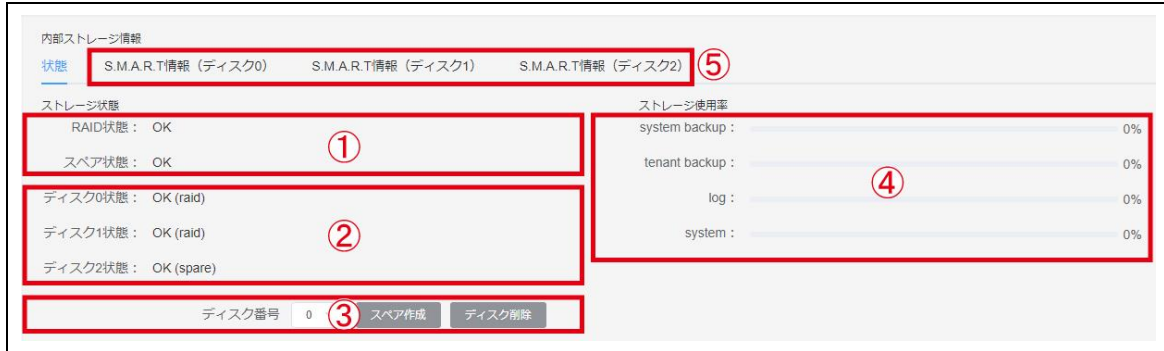 内部ストレージ情報
状態 S.M.A.R.T情報（ディスク0） S.M.A.R.T情報（ディスク1） S.M.A.R.T情報（ディスク2） ⑤
ストレージ状態
RAID状態： OK
スペア状態： OK
①
ディスク0状態： OK (raid)
ディスク1状態： OK (raid)
ディスク2状態： OK (spare)
②
ディスク番号 0 ③ スペア作成 ディスク削除
ストレージ使用率
system backup： 0%
tenant backup： 0%
log： 0%
system： 0%
④